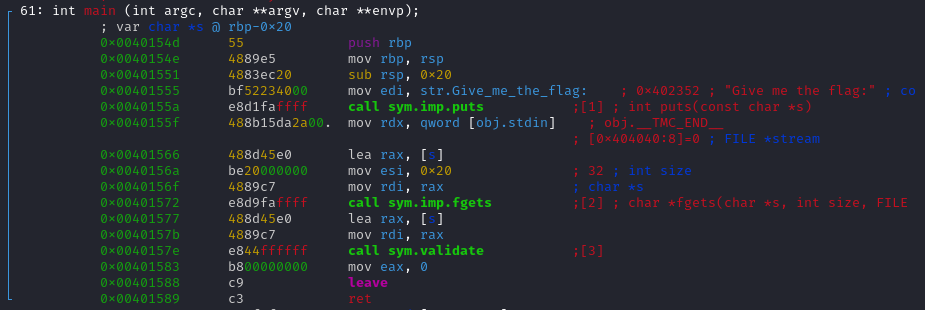 61: int main (int argc, char **argv, char **envp);
; var char *s @ rbp-0×20
0×0040154d 55 push rbp
0×0040154e 4889e5 mov rbp, rsp
0×00401551 4883ec20 sub rsp, 0×20
0×00401555 bf52234000 mov edi, str.Give_me_the_flag: ; 0×402352 ; "Give me the flag:" ; co
0×0040155a e8d1faffff call sym.imp.puts ;[1] ; int puts(const char *s)
0×0040155f 488b15da2a00. mov rdx, qword [obj.stdin] ; obj.__TMC_END__
; [0×404040:8]=0 ; FILE *stream
0×00401566 488d45e0 lea rax, [s]
0×0040156a be20000000 mov esi, 0×20 ; 32 ; int size
0×0040156f 4889c7 mov rdi, rax ; char *s
0×00401572 e8d9faffff call sym.imp.fgets ;[2] ; char *fgets(char *s, int size, FILE
0×00401577 488d45e0 lea rax, [s]
0×0040157b 4889c7 mov rdi, rax
0×0040157e e844ffffff call sym.validate ;[3]
0×00401583 b800000000 mov eax, 0
0×00401588 c9 leave
0×00401589 c3 ret